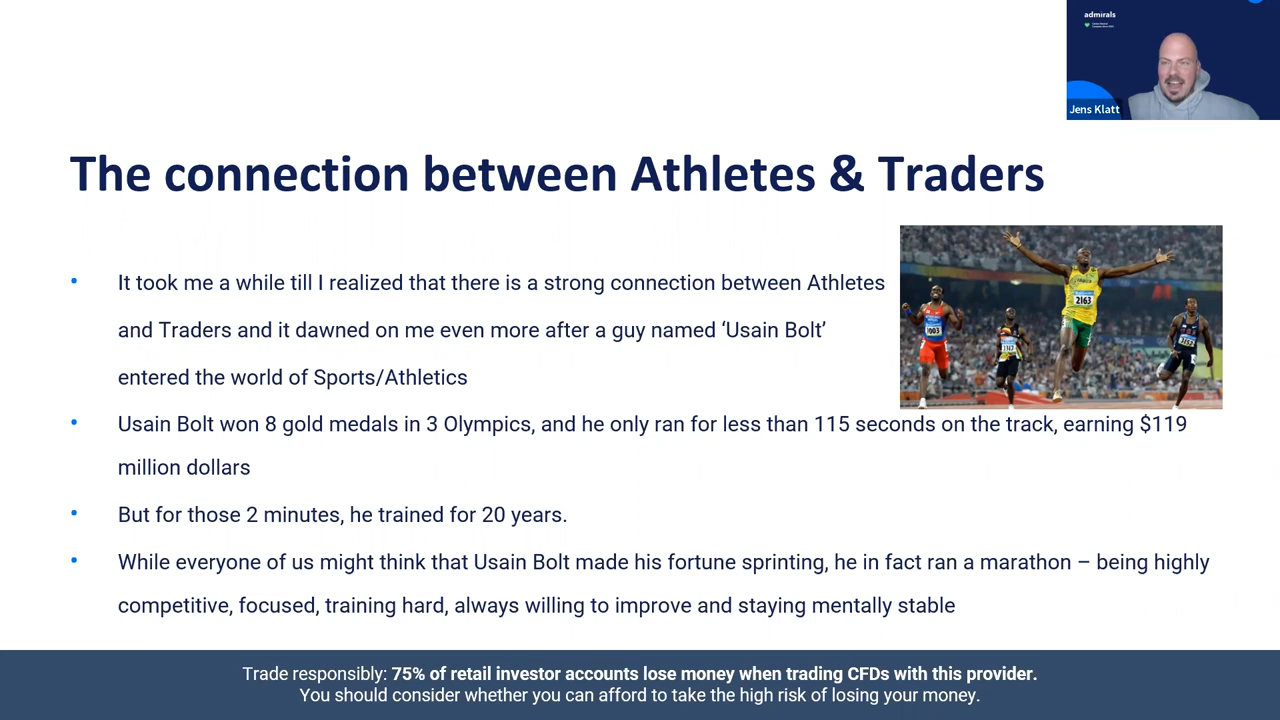 admirals
Jens Klatt
The connection between Athletes & Traders
• It took me a while till I realized that there is a strong connection between Athletes
and Traders and it dawned on me even more after a guy named ‘Usain Bolt’
entered the world of Sports/Athletics
• Usain Bolt won 8 gold medals in 3 Olympics, and he only ran for less than 115 seconds on the track, earning $119
million dollars
• But for those 2 minutes, he trained for 20 years.
• While everyone of us might think that Usain Bolt made his fortune sprinting, he in fact ran a marathon – being highly
competitive, focused, training hard, always willing to improve and staying mentally stable
2163
1003
Trade responsibly: 75% of retail investor accounts lose money when trading CFDs with this provider.
You should consider whether you can afford to take the high risk of losing your money.